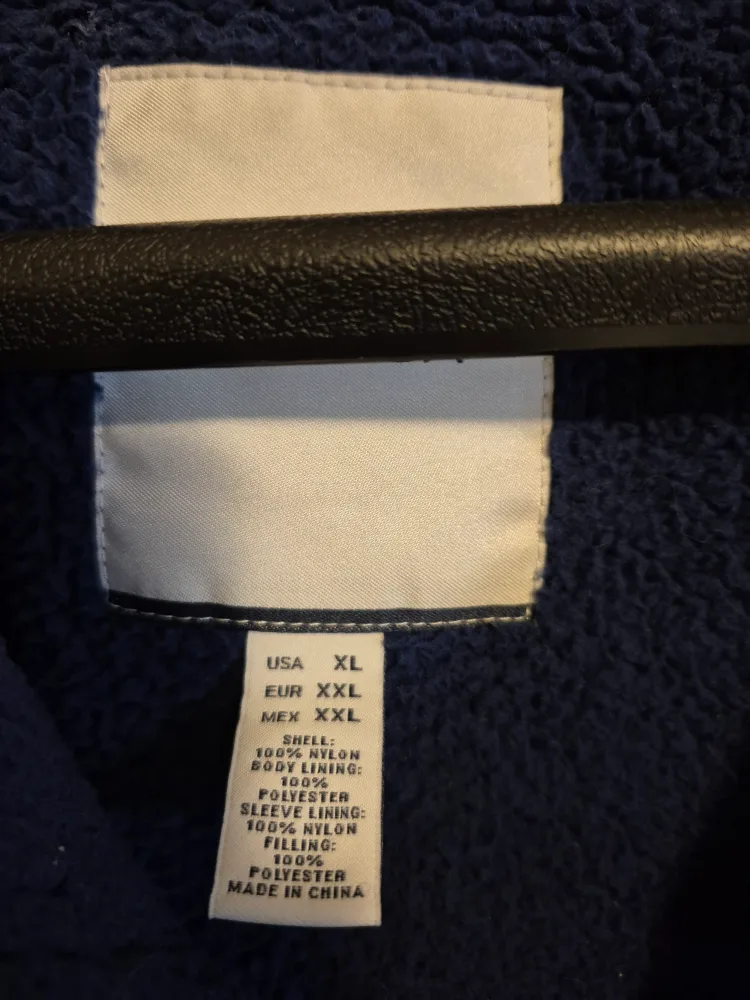 USA XL
EUR XXL
MEX XXL
SHELL:
100% NYLON
BODY LINING:
100%
POLYESTER
SLEEVE LINING:
100% NYLON
FILLING:
100%
POLYESTER
MADE IN CHINA